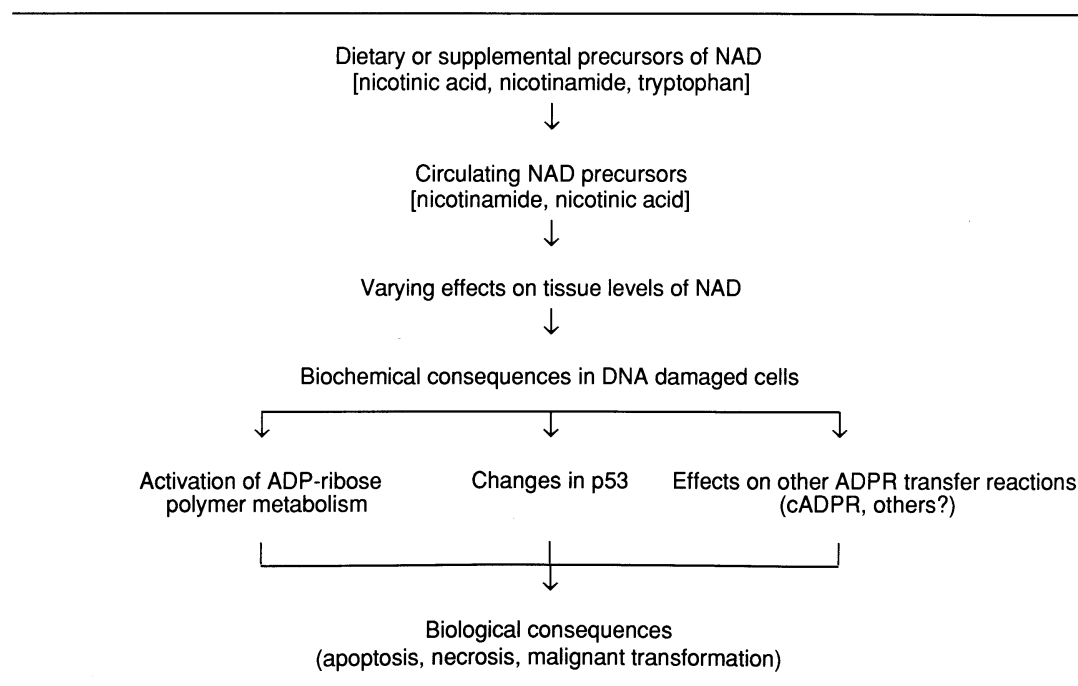 Dietary or supplemental precursors of NAD
[nicotinic acid, nicotinamide, tryptophan]
Circulating NAD precursors
[nicotinamide, nicotinic acid]
Varying effects on tissue levels of NAD
Biochemical consequences in DNA damaged cells
Activation of ADP-ribose
polymer metabolism
Changes in p53
Effects on other ADPR transfer reactions
(cADPR, others?)
Biological consequences
(apoptosis, necrosis, malignant transformation)